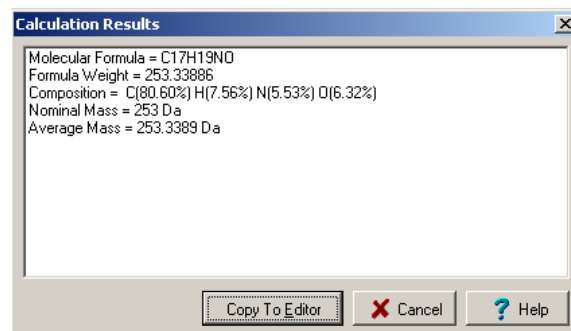 Calculation Results
Molecular Formula = C17H19NO
Formula Weight = 253.33886
Composition =  C(80.60%) H(7.56%) N(5.53%) O(6.32%)
Nominal Mass = 253 Da
Average Mass = 253.3389 Da
Copy To Editor
Cancel
Help